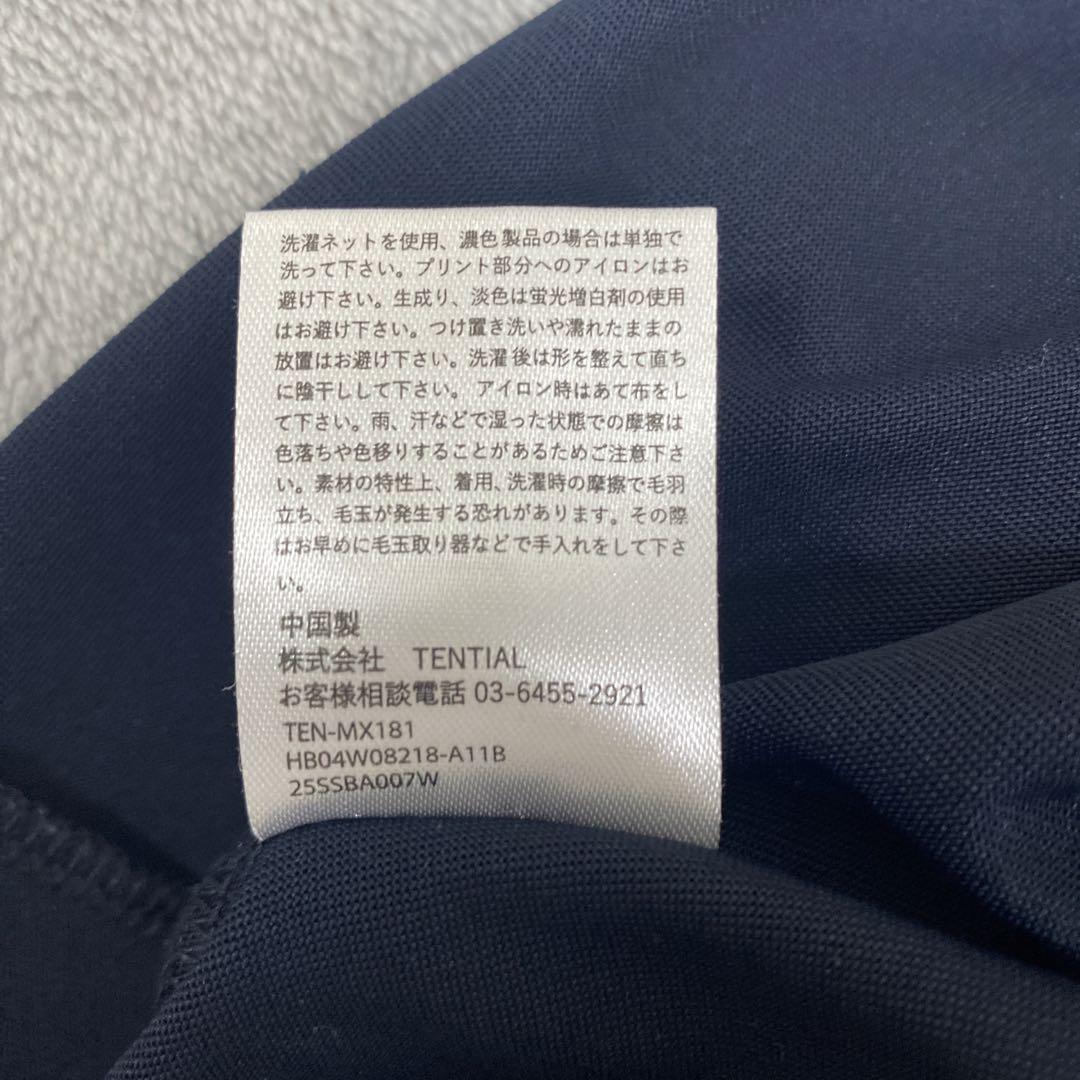 洗濯ネットを使用、濃色製品の場合は単独で
洗って下さい。プリント部分へのアイロンはお
避け下さい。生成り、淡色は蛍光増白剤の使用
はお避け下さい。つけ置き洗いや濡れたままの
放置はお避け下さい。洗濯後は形を整えて直ち
に陰干しして下さい。アイロン時はあて布をし
て下さい。雨、汗などで湿った状態での摩擦は
色落ちや色移りすることがあるためご注意下さ
い。素材の特性上、着用、洗濯時の摩擦で毛羽
立ち、毛玉が発生する恐れがあります。その際
はお早めに毛玉取り器などで手入れをして下さ
い。
中国製
株式会社 TENTIAL
お客様相談電話 03-6455-2921
TEN-MX181
HB04W08218-A11B
25SSBA007W